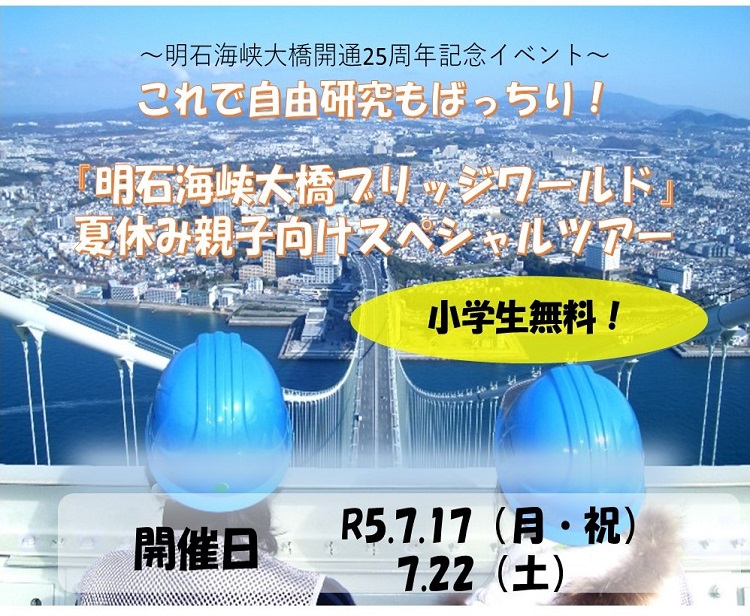 ～明石海峡大橋開通25周年記念イベント～
これで自由研究もばっちり！
『明石海峡大橋ブリッジワールド』
夏休み親子向けスペシャルツアー
小学生無料！
開催日
R5.7.17（月・祝）
7.22（土）